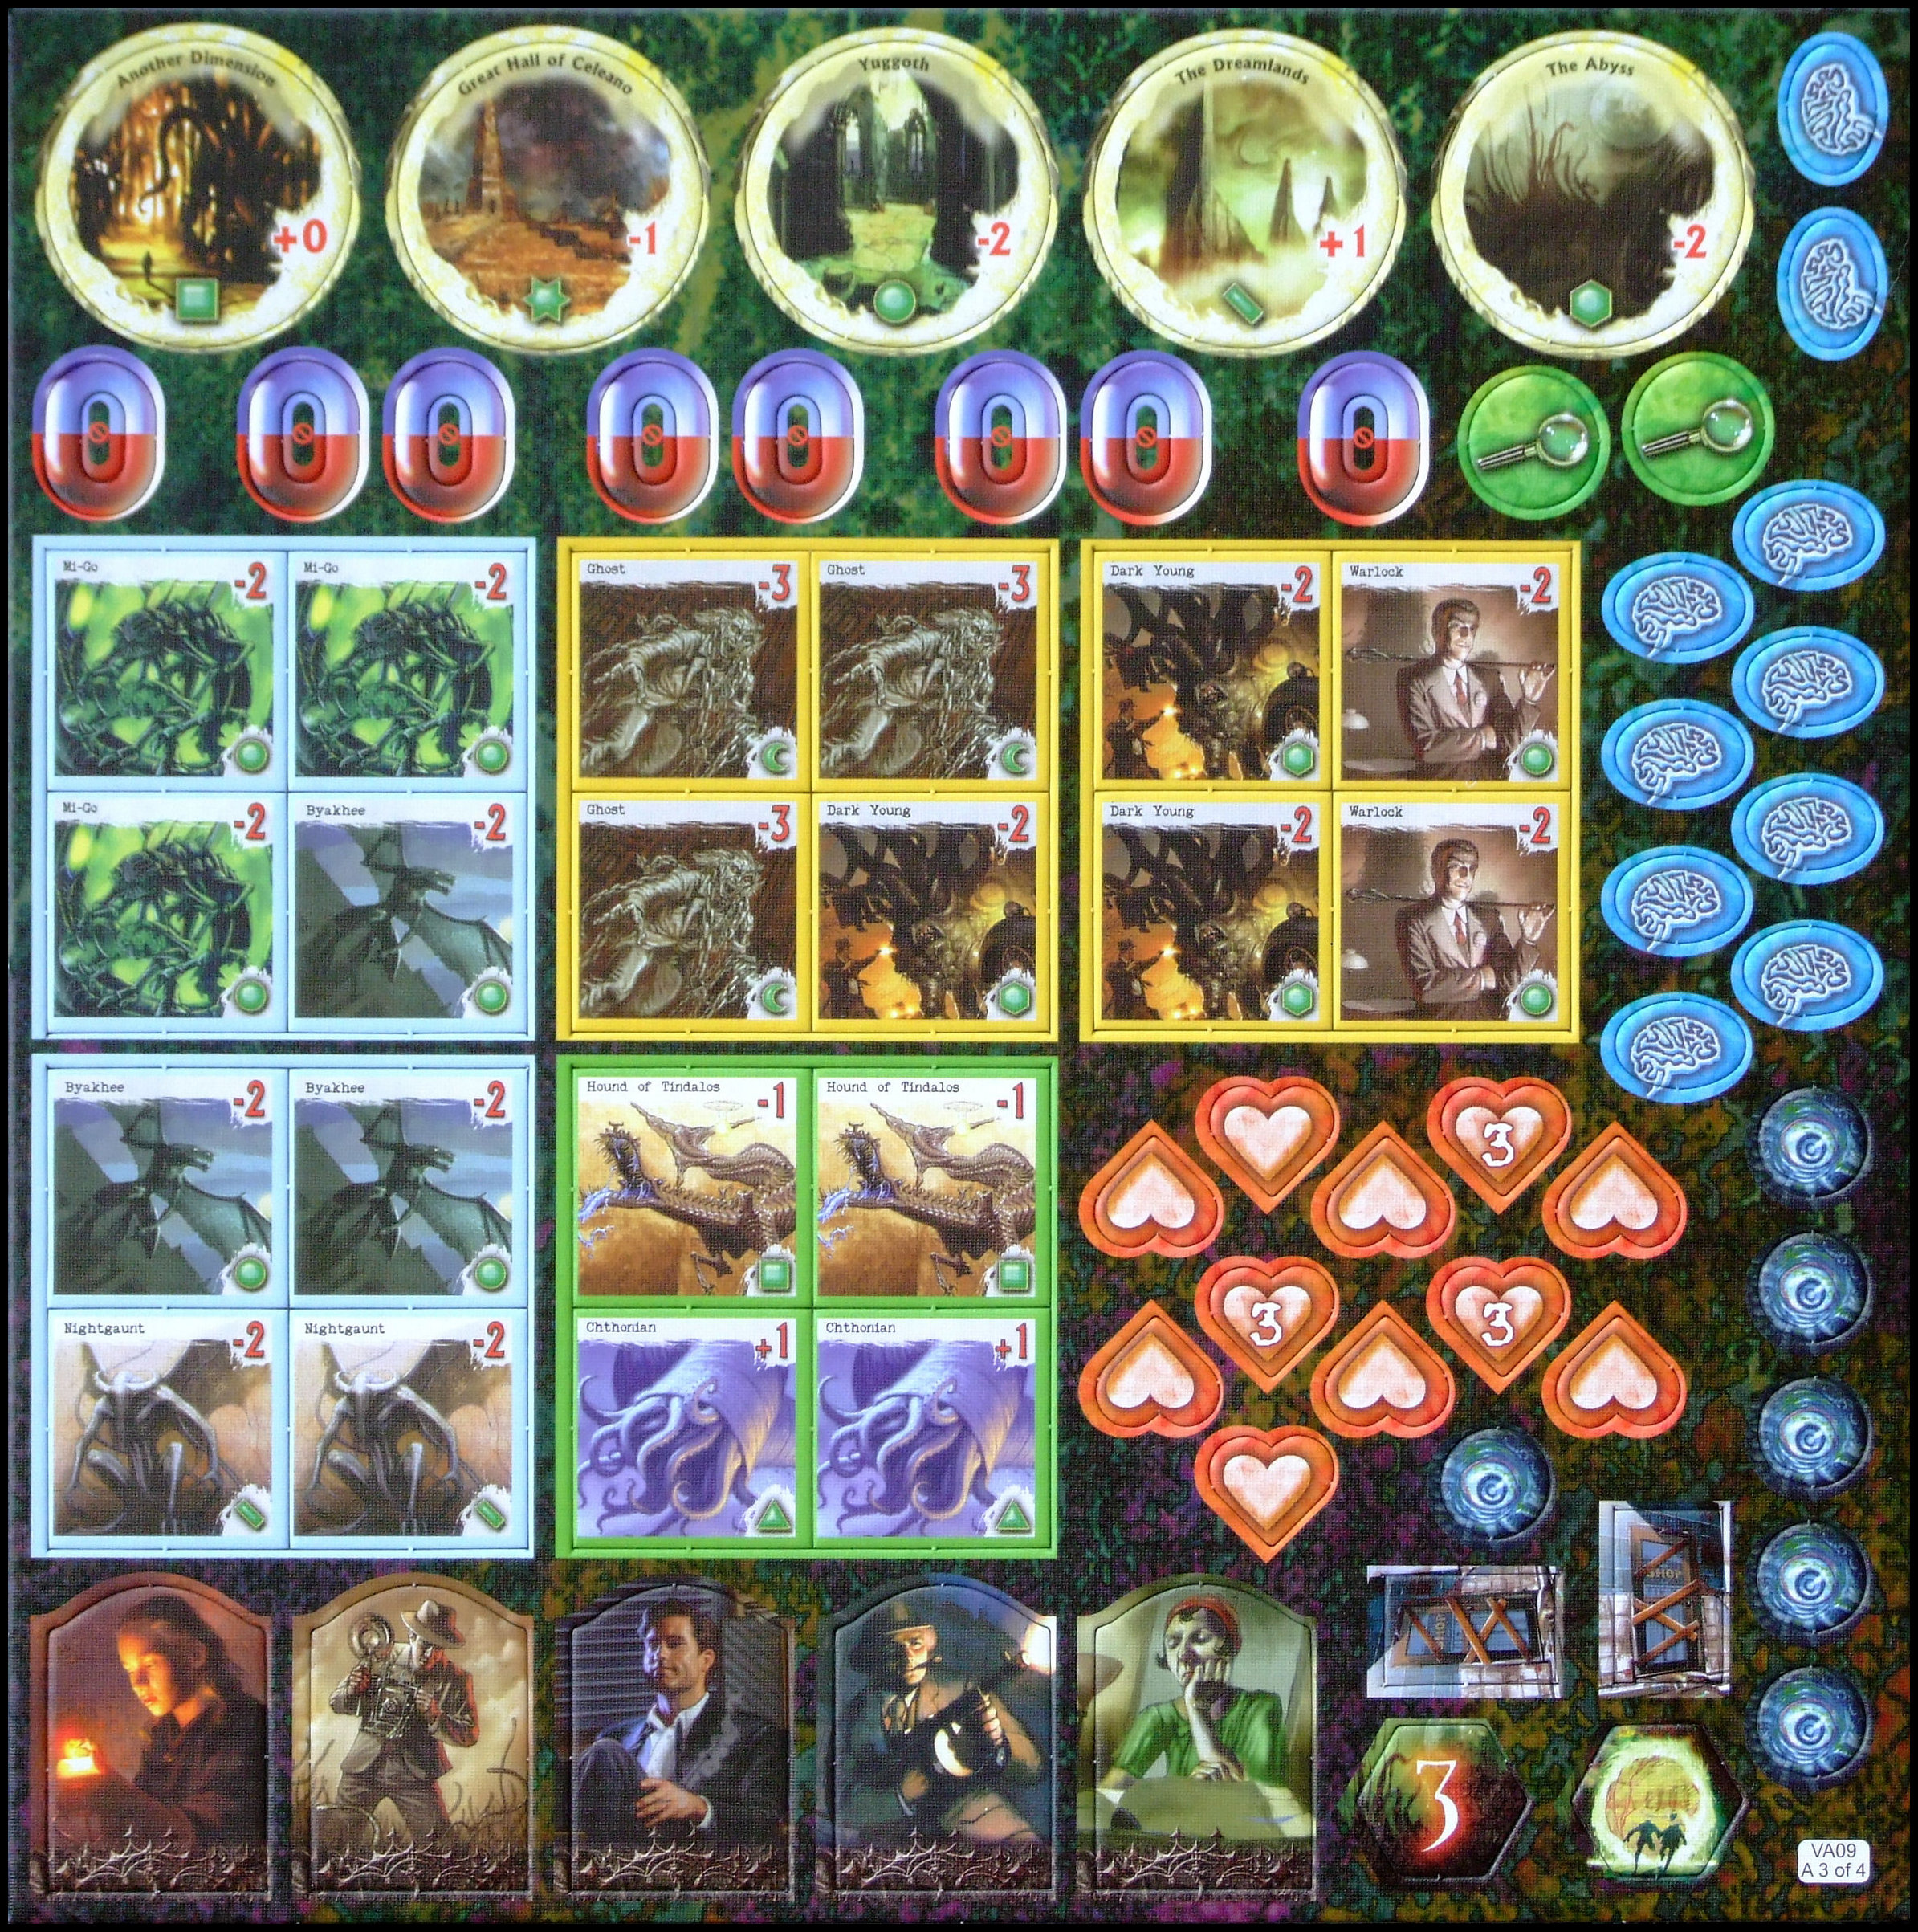 Another Dimension
+0
Great Hall of Celeano
-1
Yuggoth
-2
The Dreamlands
+1
The Abyss
-2
Mi-Go
-2
Mi-Go
-2
Ghost
-3
Ghost
-3
Dark Young
-2
Warlock
-2
Mi-Go
-2
Byakhee
-2
Ghost
-3
Dark Young
-2
Dark Young
-2
Warlock
-2
Byakhee
-2
Byakhee
-2
Hound of Tindalos
-1
Hound of Tindalos
-1
3
Nightgaunt
-2
Nightgaunt
-2
Chthonian
+1
Chthonian
+1
3
3
SHOP
SHOP
3
VA09
A 3 of 4